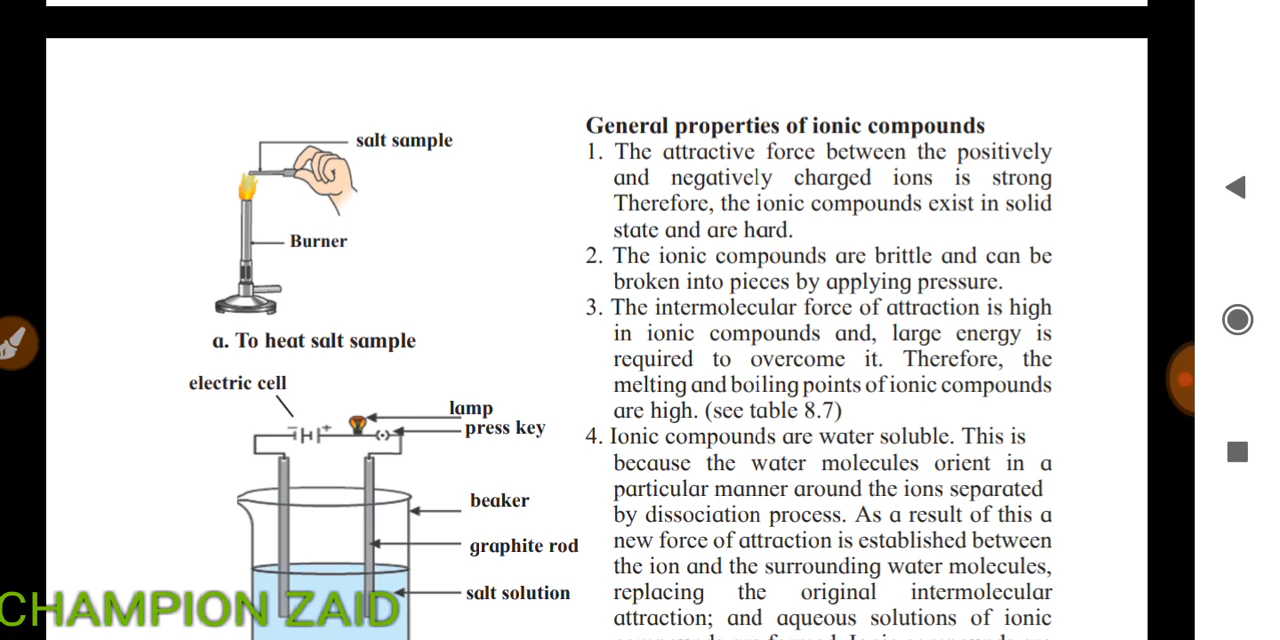 salt sample
Burner
a. To heat salt sample
electric cell
lamp
press key
beaker
graphite rod
salt solution
General properties of ionic compounds
1. The attractive force between the positively
and negatively charged ions is strong
Therefore, the ionic compounds exist in solid
state and are hard.
2. The ionic compounds are brittle and can be
broken into pieces by applying pressure.
3. The intermolecular force of attraction is high
in ionic compounds and, large energy is
required to overcome it. Therefore, the
melting and boiling points of ionic compounds
are high. (see table 8.7)
4. Ionic compounds are water soluble. This is
because the water molecules orient in a
particular manner around the ions separated
by dissociation process. As a result of this a
new force of attraction is established between
the ion and the surrounding water molecules,
replacing the original intermolecular
attraction; and aqueous solutions of ionic
CHAMPION ZAID